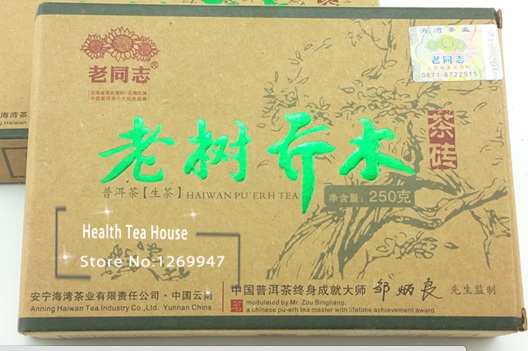 老同志
®
海湾茶业
老同志
0871-8722515
老树乔木
茶砖
普洱茶【生茶】HAIWAN PU'ERH TEA
净含量：250克
Health Tea House
Store No:1269947
安宁海湾茶业有限责任公司·中国云南
Anning Haiwan Tea Industry Co., Ltd. Yunnan China
中国普洱茶终身成就大师 邹炳良 先生监制
modulated by Mr. Zou Bingliang,
a chinese pu-erh tea master with lifetime achievement award.